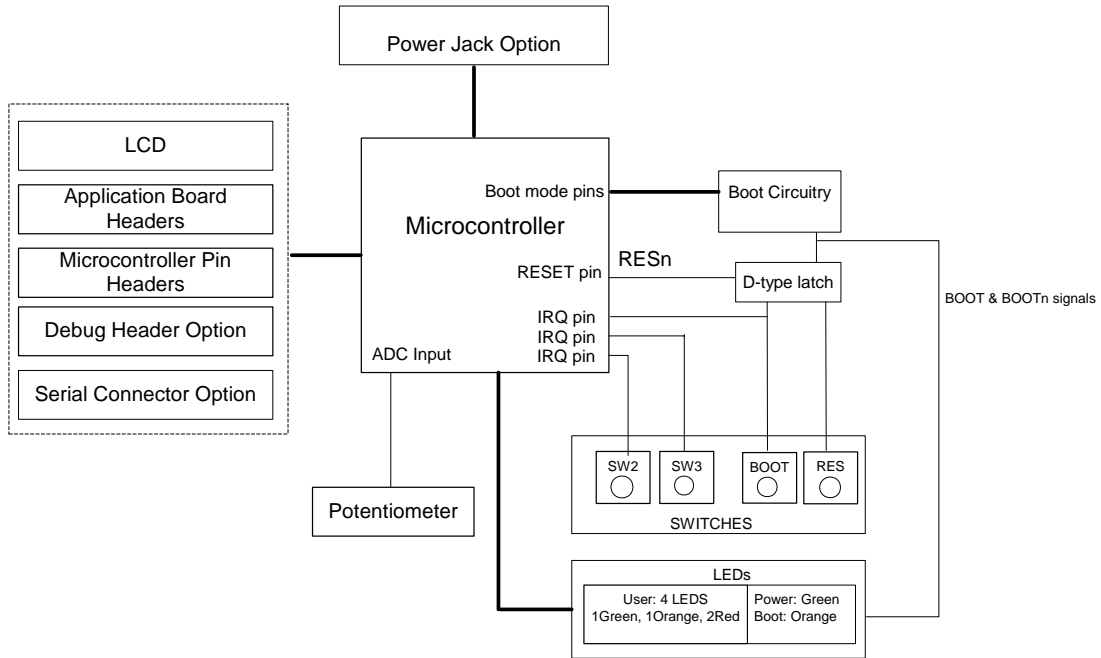 Power Jack Option
LCD
Application Board
Headers
Microcontroller Pin
Headers
Debug Header Option
Serial Connector Option
Boot mode pins
Microcontroller
RESET pin
IRQ pin
IRQ pin
IRQ pin
ADC Input
RESn
Boot Circuitry
D-type latch
BOOT & BOOTn signals
Potentiometer
SW2
SW3
BOOT
RES
SWITCHES
LEDs
User: 4 LEDS
1Green, 1Orange, 2Red
Power: Green
Boot: Orange